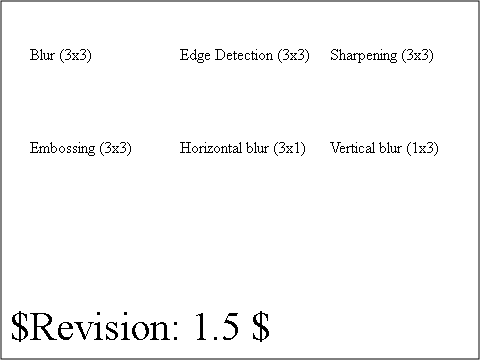 Blur (3x3) Edge Detection (3x3) Sharpening (3x3)
Embossing (3x3) Horizontal blur (3x1) Vertical blur (1x3)
$Revision: 1.5 $